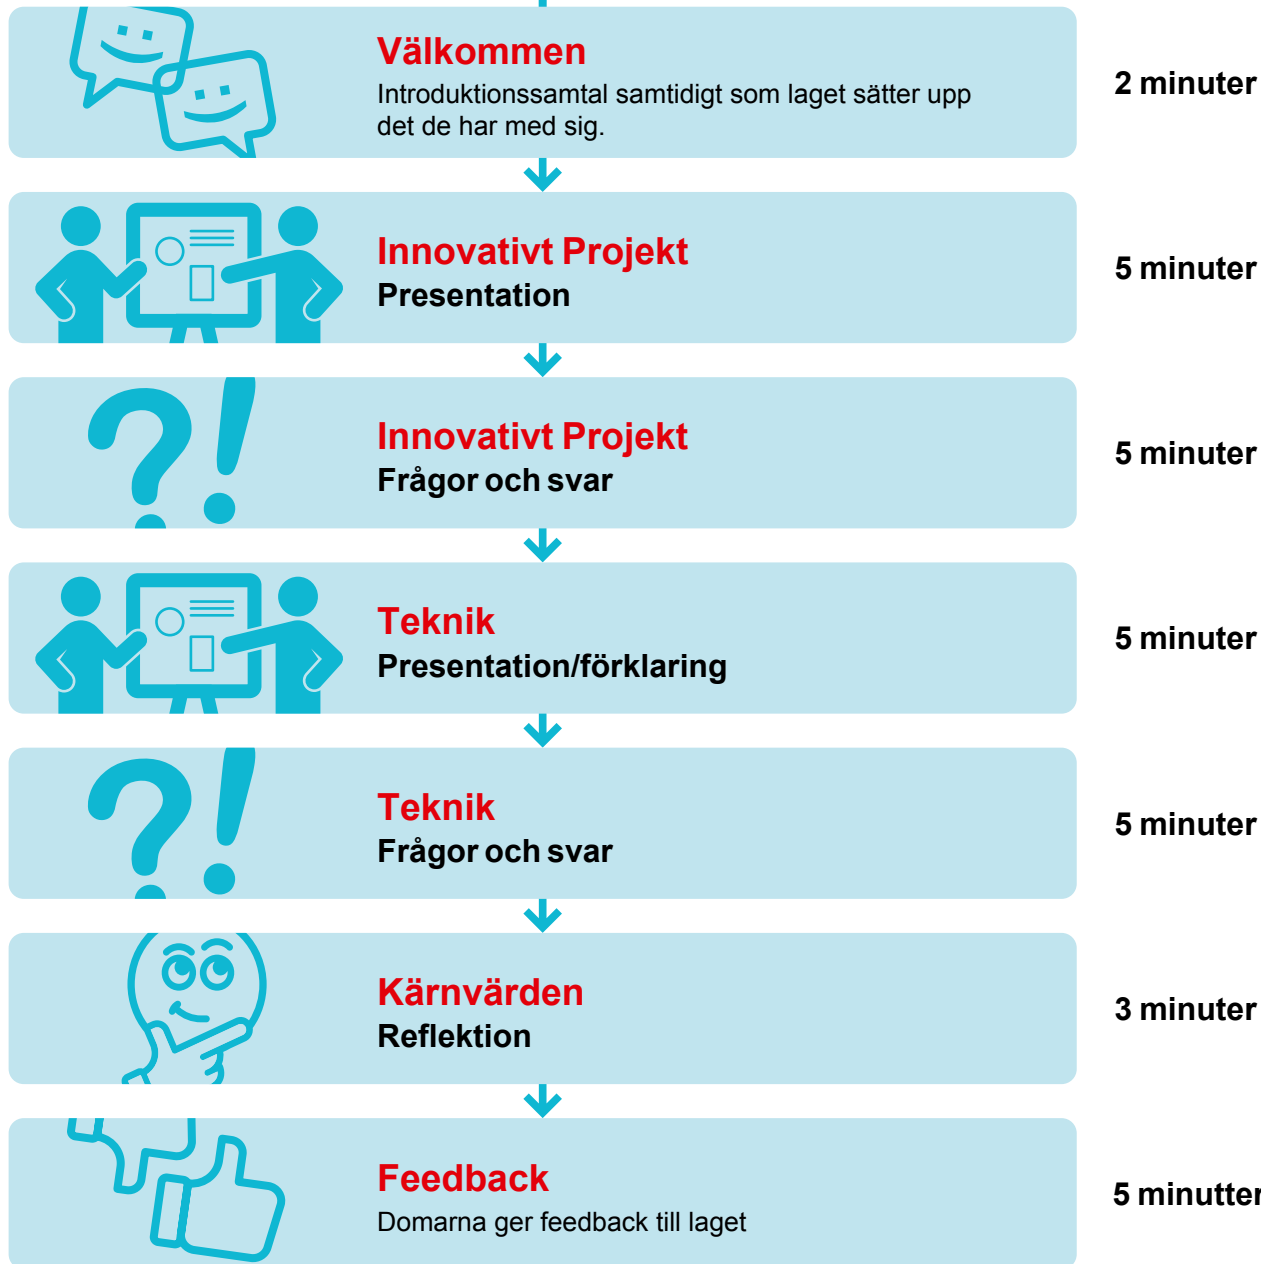 Välkommen
Introduktionssamtal samtidigt som laget sätter upp
det de har med sig.
2 minuter
Innovativt Projekt
Presentation
5 minuter
Innovativt Projekt
Frågor och svar
5 minuter
Teknik
Presentation/förklaring
5 minuter
Teknik
Frågor och svar
5 minuter
Kärnvärden
Reflektion
3 minuter
Feedback
Domarna ger feedback till laget
5 minutter